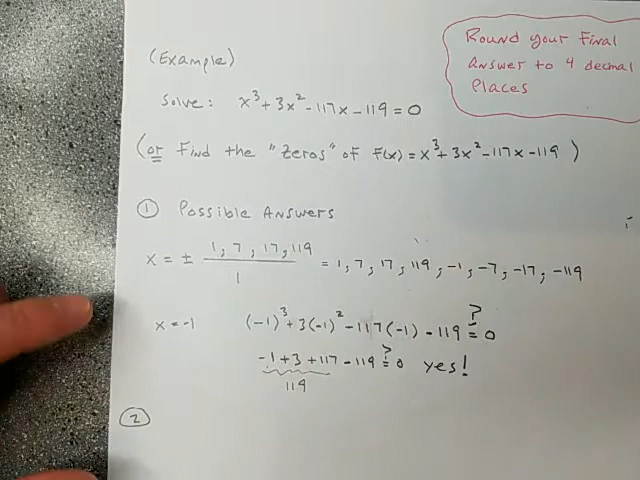 Round your Final
Answer to 4 decimal
Places
(Example)
Solve: x³+3x²-117x-119=0
(or Find the "Zeros" of F(x)=x³+3x²-117x-119)
① Possible Answers
x = ± 1, 7, 17, 119 / 1 = 1, 7, 17, 119, -1, -7, -17, -119
x=-1 (-1)³+3(-1)²-117(-1)-119 ≟ 0
-1+3+117-119 ≟ 0 yes!
119
②